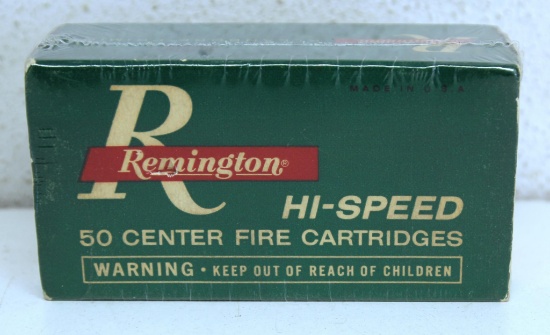 MADE IN U.S.A
R
Remington®
HI-SPEED
50 CENTER FIRE CARTRIDGES
WARNING • KEEP OUT OF REACH OF CHILDREN